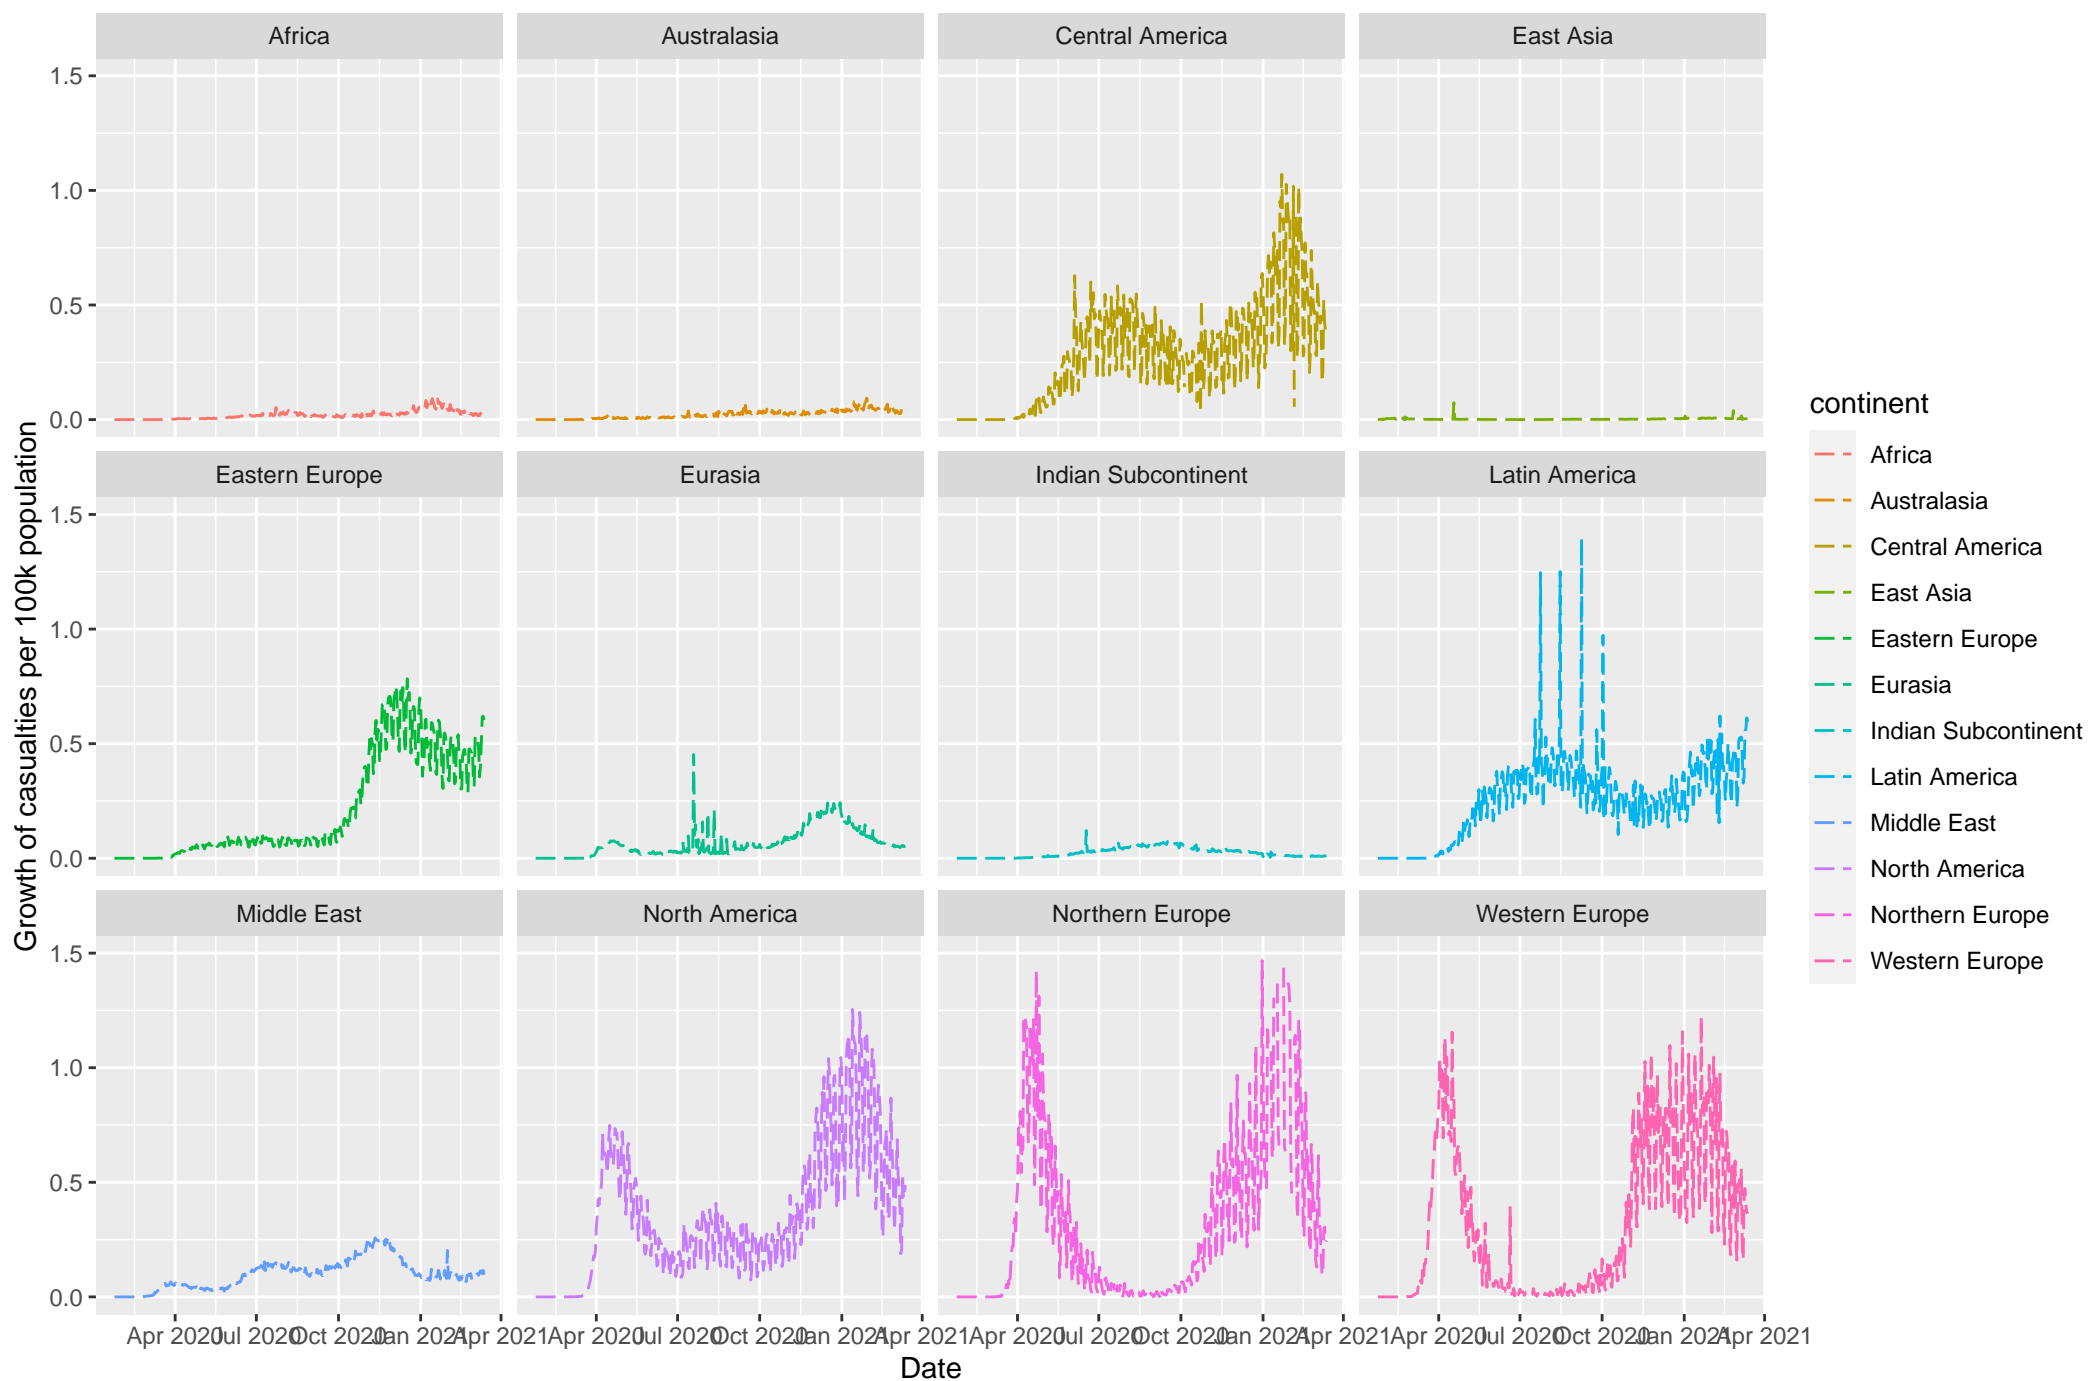 Africa
Australasia
Central America
East Asia
1.5
1.0
0.5
0.0
Eastern Europe
Eurasia
Indian Subcontinent
Latin America
1.5
1.0
0.5
0.0
Middle East
North America
Northern Europe
Western Europe
1.5
1.0
0.5
0.0
Apr 2020 Jul 2020 Oct 2020 Jan 2021 Apr 2021
Apr 2020 Jul 2020 Oct 2020 Jan 2021 Apr 2021
Apr 2020 Jul 2020 Oct 2020 Jan 2021 Apr 2021
Apr 2020 Jul 2020 Oct 2020 Jan 2021 Apr 2021
Date
Growth of casualties per 100k population
continent
Africa
Australasia
Central America
East Asia
Eastern Europe
Eurasia
Indian Subcontinent
Latin America
Middle East
North America
Northern Europe
Western Europe